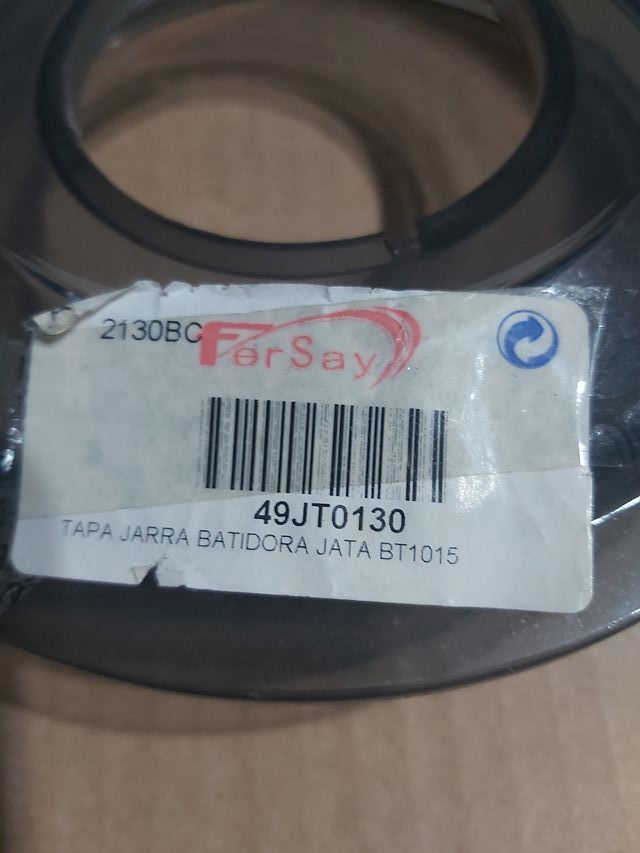 2130BC
FerSay
49JT0130
TAPA JARRA BATIDORA JATA BT1015